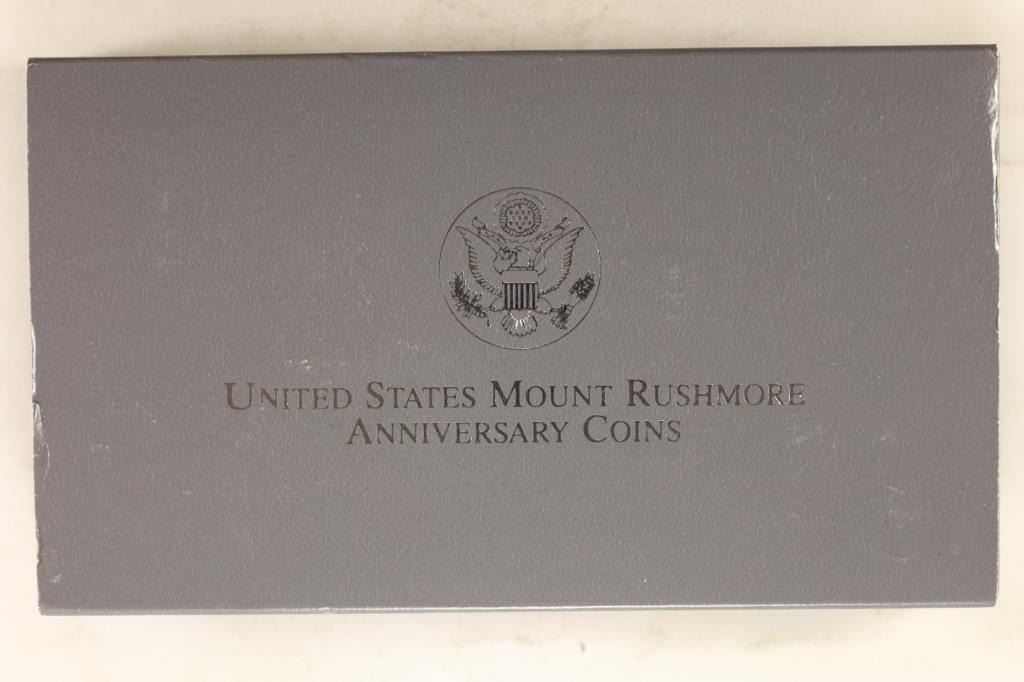 United States Mount Rushmore
Anniversary Coins